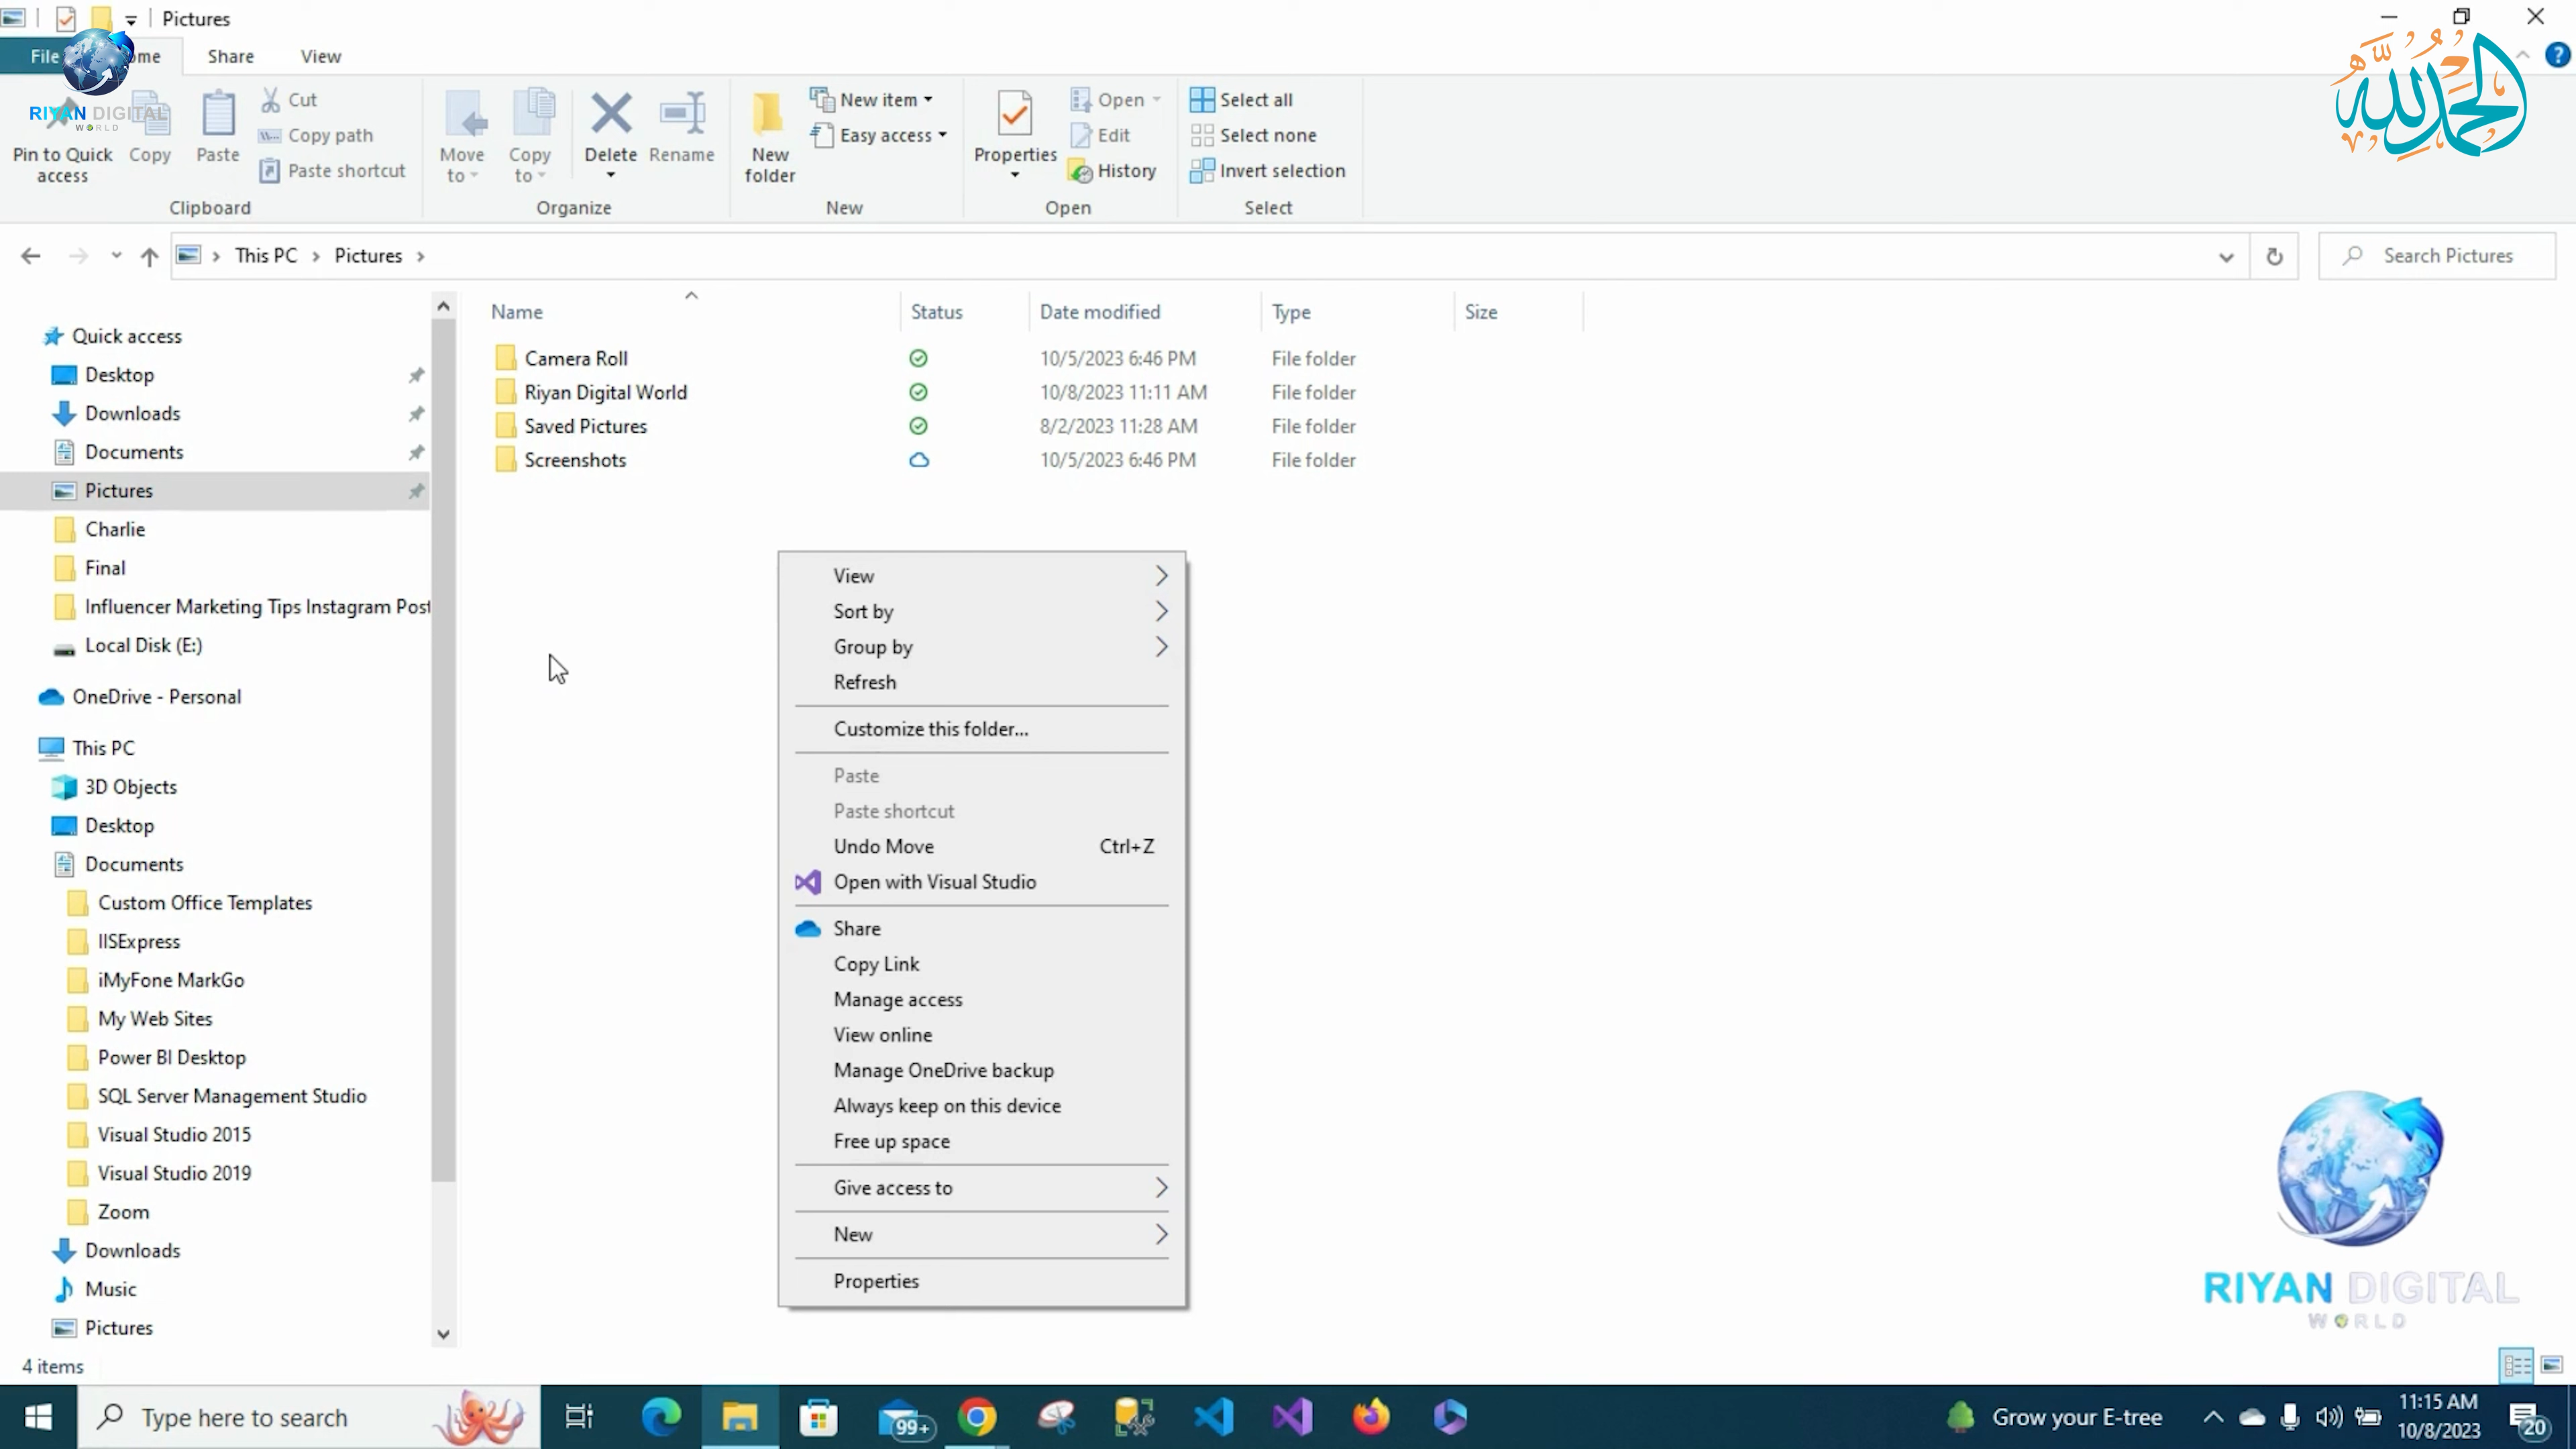 Pictures
File
ome
Share
View
الحمد لله
RIYAN DIGITAL
WORLD
Pin to Quick access
Copy
Paste
Cut
Copy path
Paste shortcut
Clipboard
Move to
Copy to
Delete
Rename
Organize
New folder
New item
Easy access
New
Properties
Open
Edit
History
Open
Select all
Select none
Invert selection
Select
This PC
Pictures
Search Pictures
Quick access
Desktop
Downloads
Documents
Pictures
Charlie
Final
Influencer Marketing Tips Instagram Post
Local Disk (E:)
OneDrive - Personal
This PC
3D Objects
Desktop
Documents
Custom Office Templates
IISExpress
iMyFone MarkGo
My Web Sites
Power BI Desktop
SQL Server Management Studio
Visual Studio 2015
Visual Studio 2019
Zoom
Downloads
Music
Pictures
Name Status Date modified Type Size
Camera Roll 10/5/2023 6:46 PM File folder
Riyan Digital World 10/8/2023 11:11 AM File folder
Saved Pictures 8/2/2023 11:28 AM File folder
Screenshots 10/5/2023 6:46 PM File folder
View
Sort by
Group by
Refresh
Customize this folder...
Paste
Paste shortcut
Undo Move Ctrl+Z
Open with Visual Studio
Share
Copy Link
Manage access
View online
Manage OneDrive backup
Always keep on this device
Free up space
Give access to
New
Properties
RIYAN DIGITAL
WORLD
4 items
Type here to search
99+
Grow your E-tree
11:15 AM
10/8/2023
20